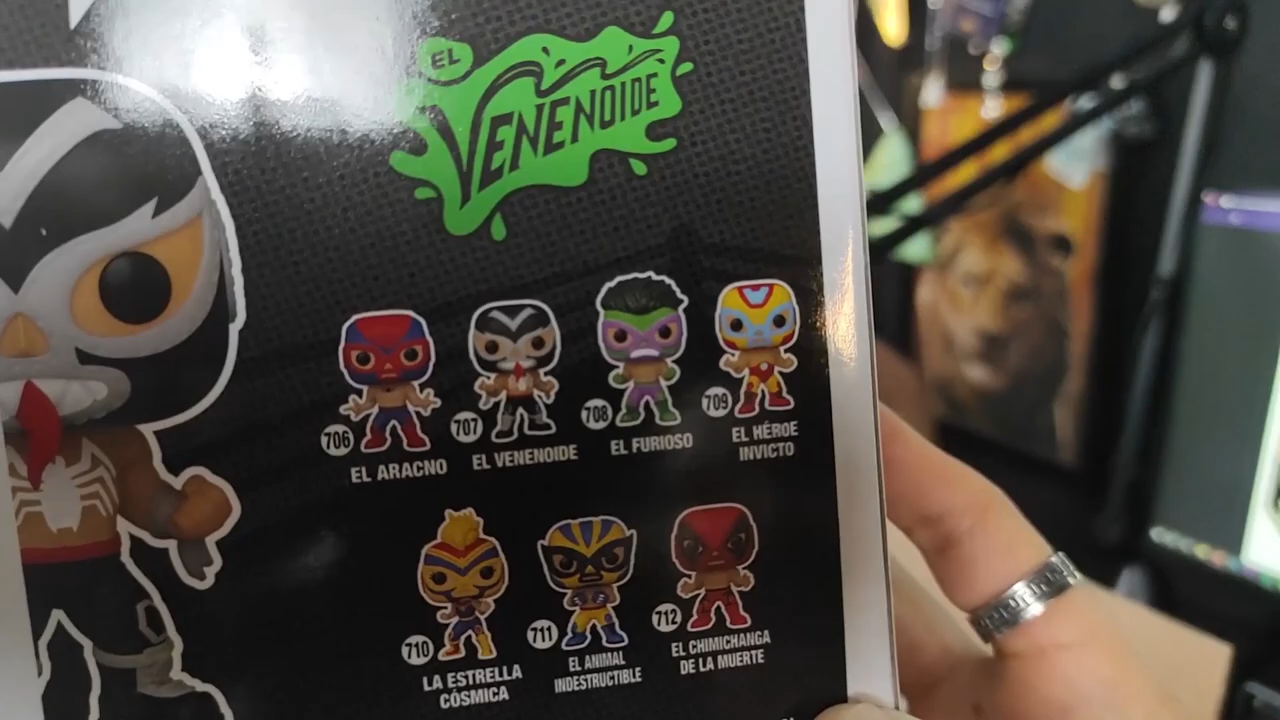 EL
VENENOIDE
706
EL ARACNO
707
EL VENENOIDE
708
EL FURIOSO
709
EL HÉROE
INVICTO
710
LA ESTRELLA
CÓSMICA
711
EL ANIMAL
INDESTRUCTIBLE
712
EL CHIMICHANGA
DE LA MUERTE